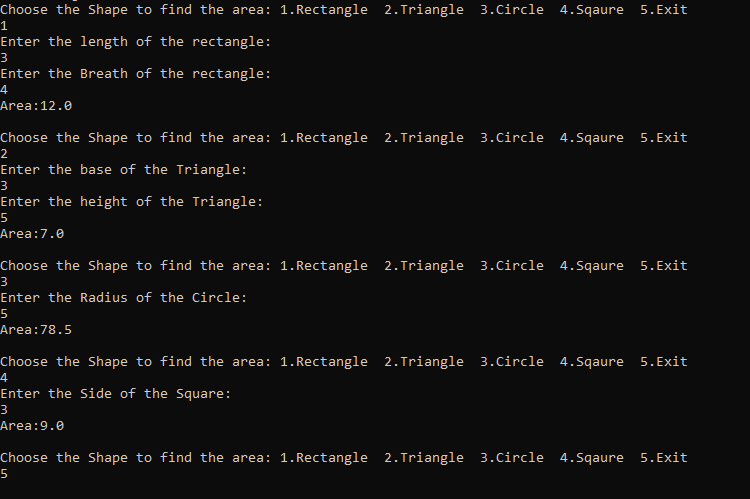 Choose the Shape to find the area: 1.Rectangle  2.Triangle  3.Circle  4.Sqaure  5.Exit
1
Enter the length of the rectangle:
3
Enter the Breath of the rectangle:
4
Area:12.0
Choose the Shape to find the area: 1.Rectangle  2.Triangle  3.Circle  4.Sqaure  5.Exit
2
Enter the base of the Triangle:
3
Enter the height of the Triangle:
5
Area:7.0
Choose the Shape to find the area: 1.Rectangle  2.Triangle  3.Circle  4.Sqaure  5.Exit
3
Enter the Radius of the Circle:
5
Area:78.5
Choose the Shape to find the area: 1.Rectangle  2.Triangle  3.Circle  4.Sqaure  5.Exit
4
Enter the Side of the Square:
3
Area:9.0
Choose the Shape to find the area: 1.Rectangle  2.Triangle  3.Circle  4.Sqaure  5.Exit
5